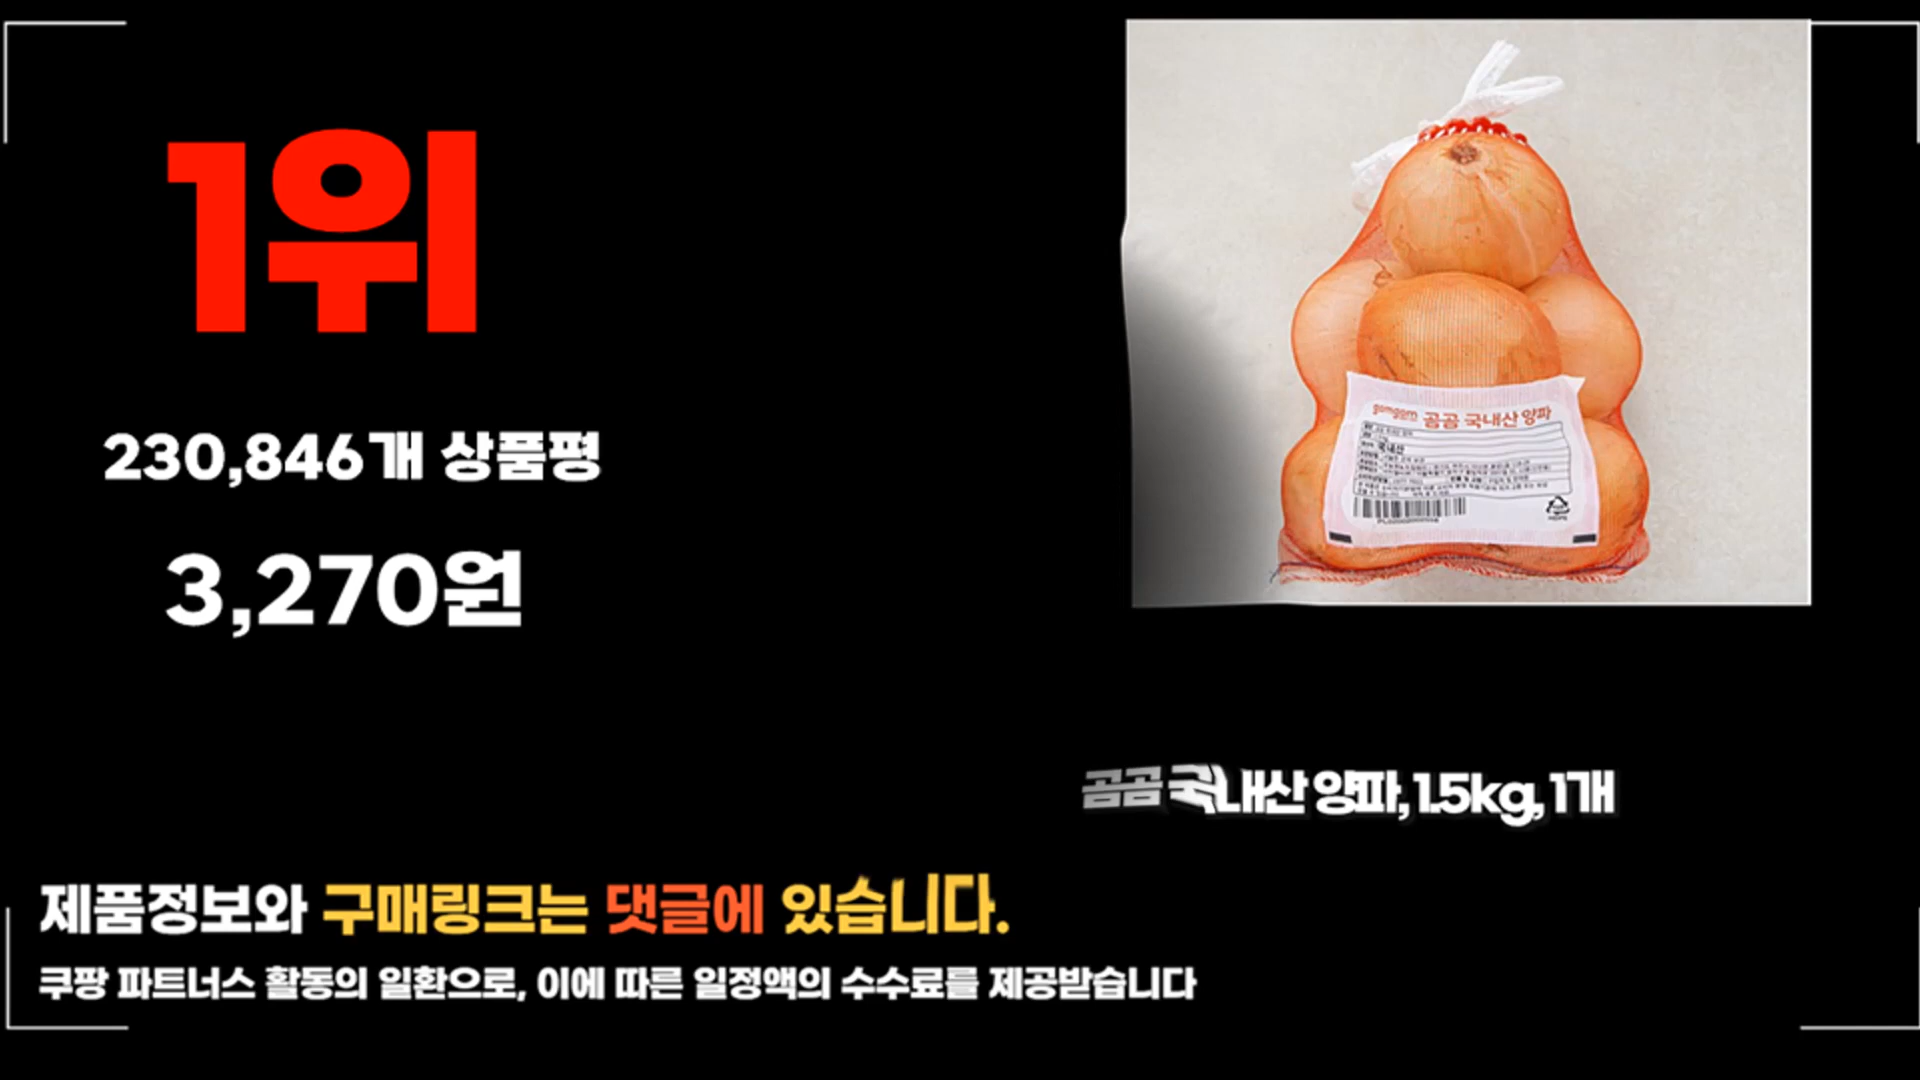 1위
230,846개 상품평
3,270원
gomgom 곰곰 국내산 양파
국내산
곰곰 국내산 양파, 1.5kg, 1개
제품정보와 구매링크는 댓글에 있습니다.
쿠팡 파트너스 활동의 일환으로, 이에 따른 일정액의 수수료를 제공받습니다